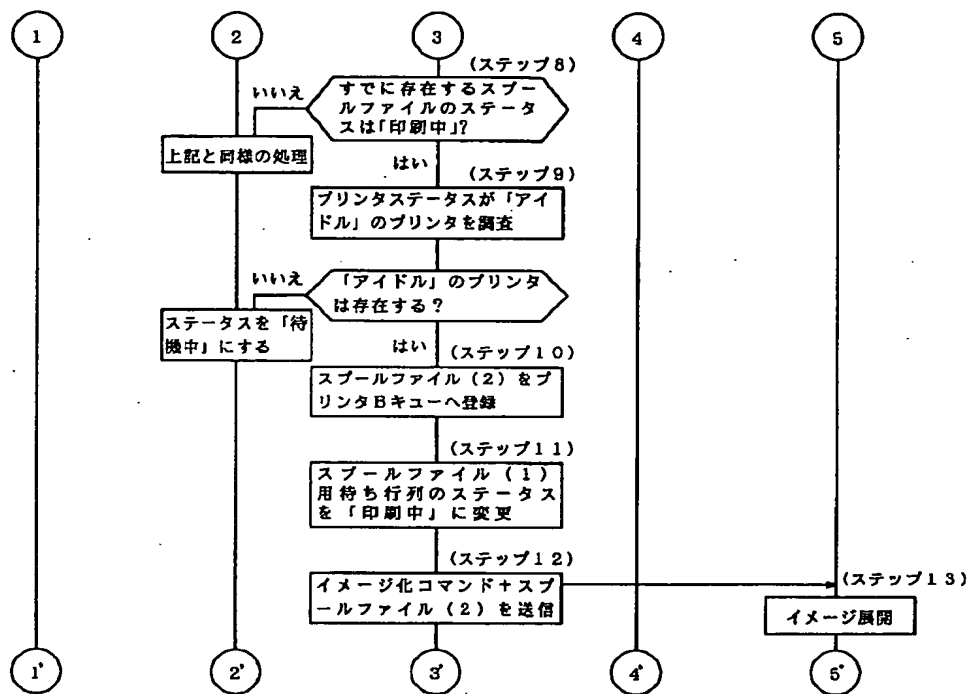 1
2
3
4
5
(ステップ8)
いいえ
すでに存在するスプー
ルファイルのステータ
スは「印刷中」?
上記と同様の処理
はい
(ステップ9)
プリンタステータスが「アイ
ドル」のプリンタを調査
いいえ
「アイドル」のプリンタ
は存在する?
ステータスを「待
機中」にする
はい
(ステップ10)
スプールファイル(2)をプ
リンタBキューへ登録
(ステップ11)
スプールファイル(1)
用待ち行列のステータス
を「印刷中」に変更
(ステップ12)
イメージ化コマンド+スプ
ールファイル(2)を送信
(ステップ13)
イメージ展開
1'
2'
3'
4'
5'